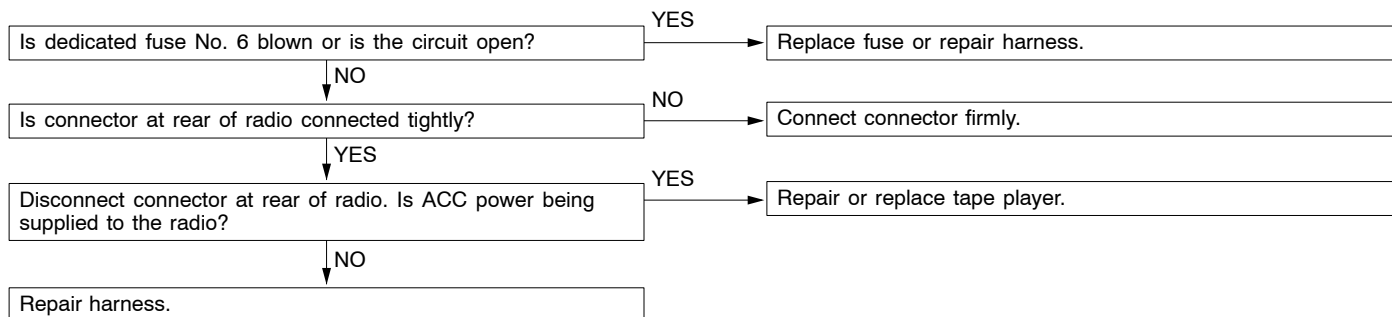 YES
Is dedicated fuse No. 6 blown or is the circuit open?
Replace fuse or repair harness.
NO
NO
Is connector at rear of radio connected tightly?
Connect connector firmly.
YES
YES
Disconnect connector at rear of radio. Is ACC power being
supplied to the radio?
Repair or replace tape player.
NO
Repair harness.